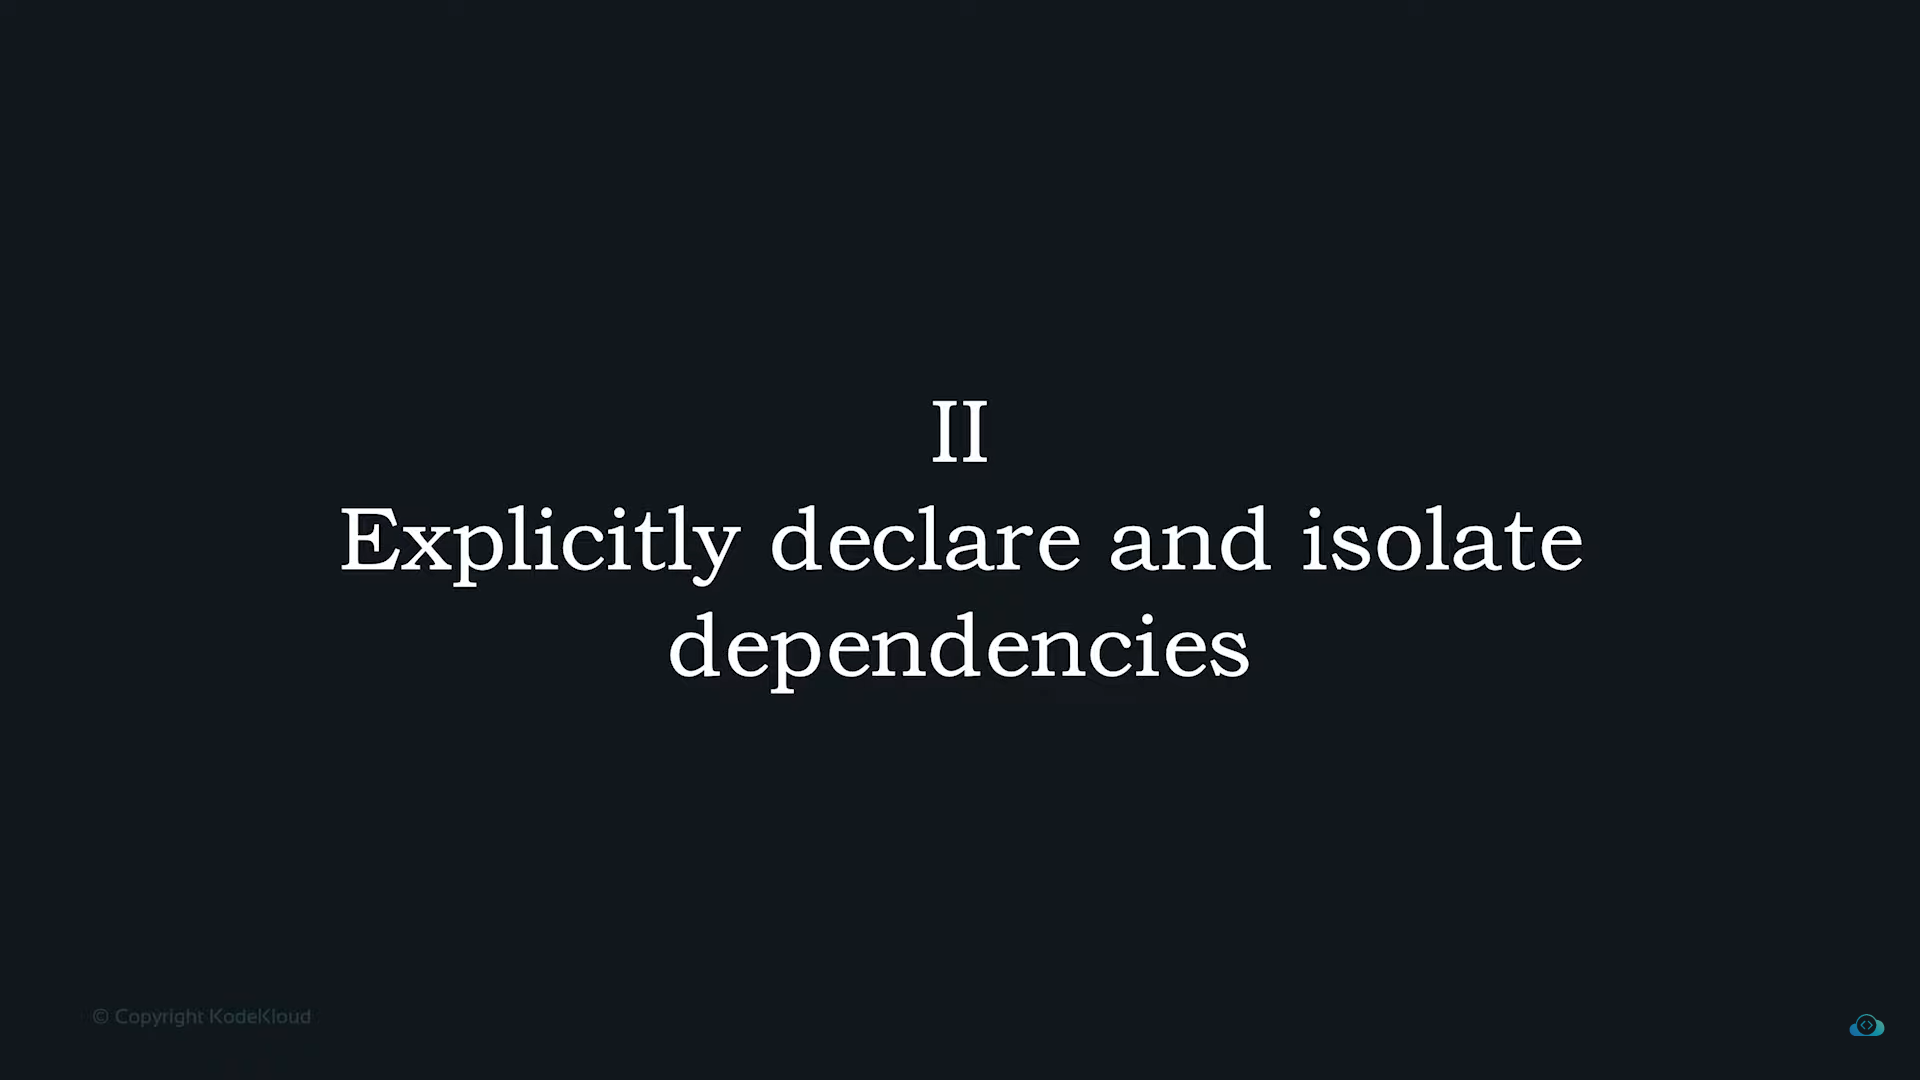 II
Explicitly declare and isolate
dependencies
© Copyright KodeKloud